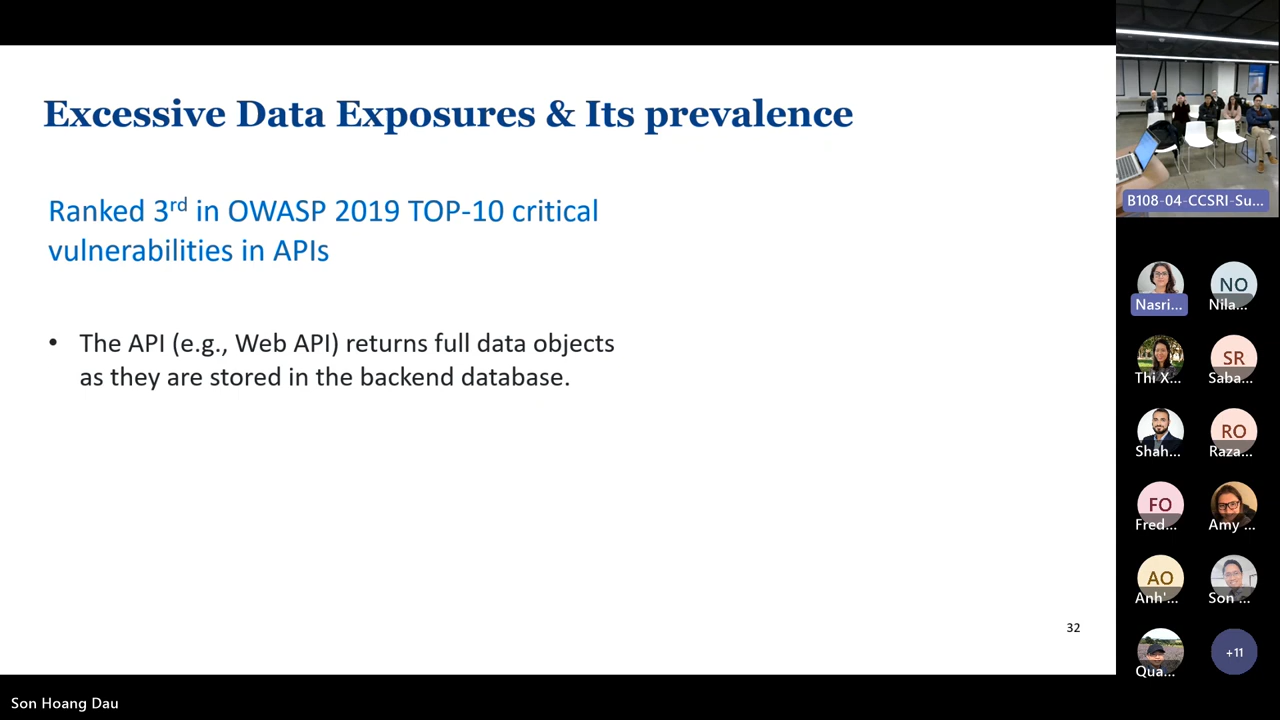 Excessive Data Exposures & Its prevalence
Ranked 3rd in OWASP 2019 TOP-10 critical
vulnerabilities in APIs
• The API (e.g., Web API) returns full data objects
as they are stored in the backend database.
32
Son Hoang Dau
B108-04-CCSRI-Su...
Nasri...
NO
Nila...
Thi X...
SR
Saba...
Shah...
RO
Raza...
FO
Fred...
Amy ...
AO
Anh'...
Son ...
Qua...
+11